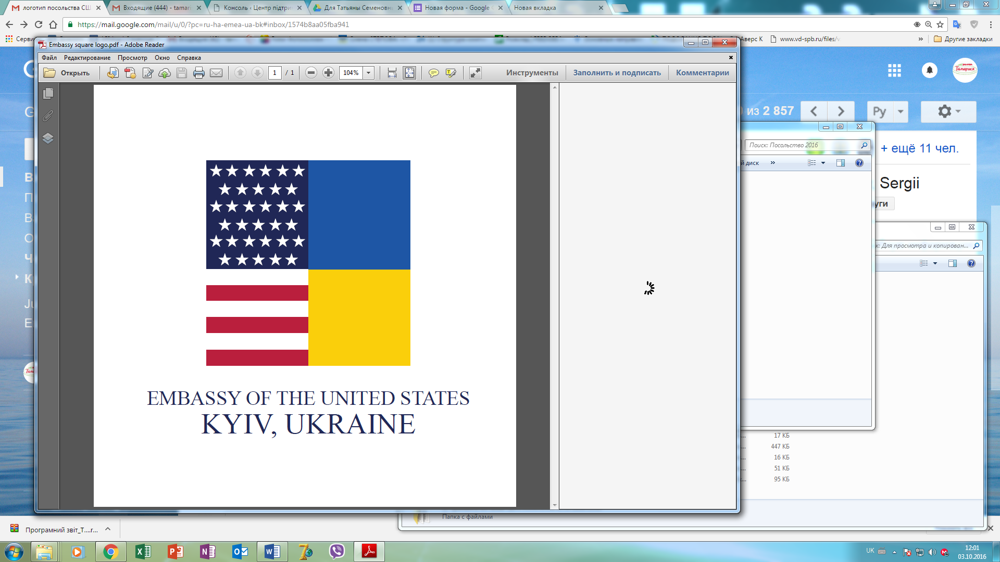 логотип посольства СШ
Входящие (444) - tamari
Консоль ‹ Центр підтри
Для Татьяны Семеновн
Новая форма - Google
Новая вкладка
https://mail.google.com/mail/u/0/?pc=ru-ha-emea-ua-bk#inbox/1574b8aa05fba941
Аверс К
www.vd-spb.ru/files/
»
Другие закладки
Embassy square logo.pdf - Adobe Reader
Файл Редактирование Просмотр Окно Справка
Открыть
1 / 1
104%
Инструменты
Заполнить и подписать
Комментарии
из 2 857
Ру
Поиск: Посольство 2016
+ ещё 11 чел.
й диск »
Sergii
уги
к: Для просмотра и копирован...
EMBASSY OF THE UNITED STATES
KYIV, UKRAINE
17 КБ
447 КБ
16 КБ
51 КБ
95 КБ
Папка с файлами
Програмний звіт_Т....r...
UK
12:01
03.10.2016